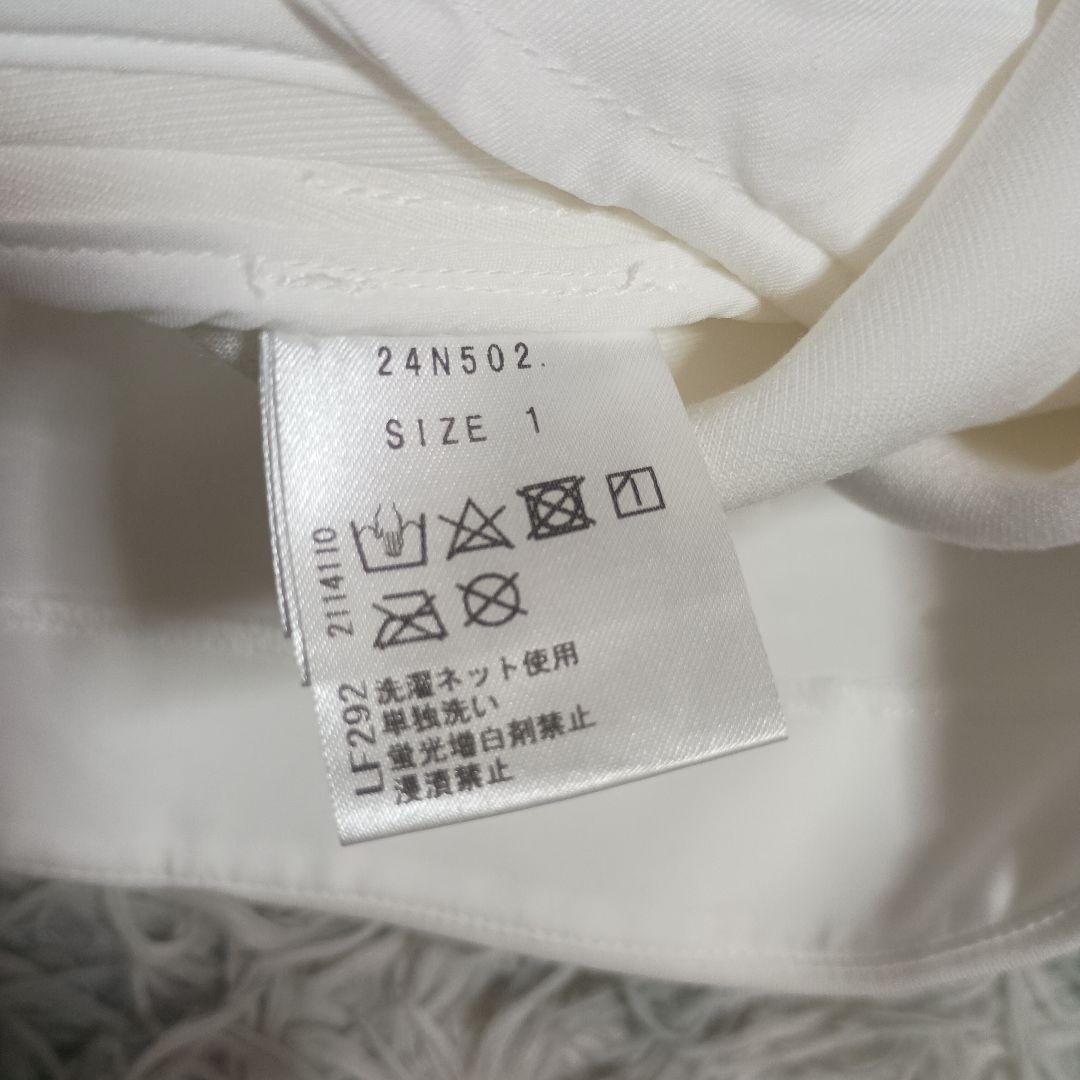 24N502.
SIZE 1
2114110
LF292
洗濯ネット使用
単独洗い
蛍光増白剤禁止
浸漬禁止